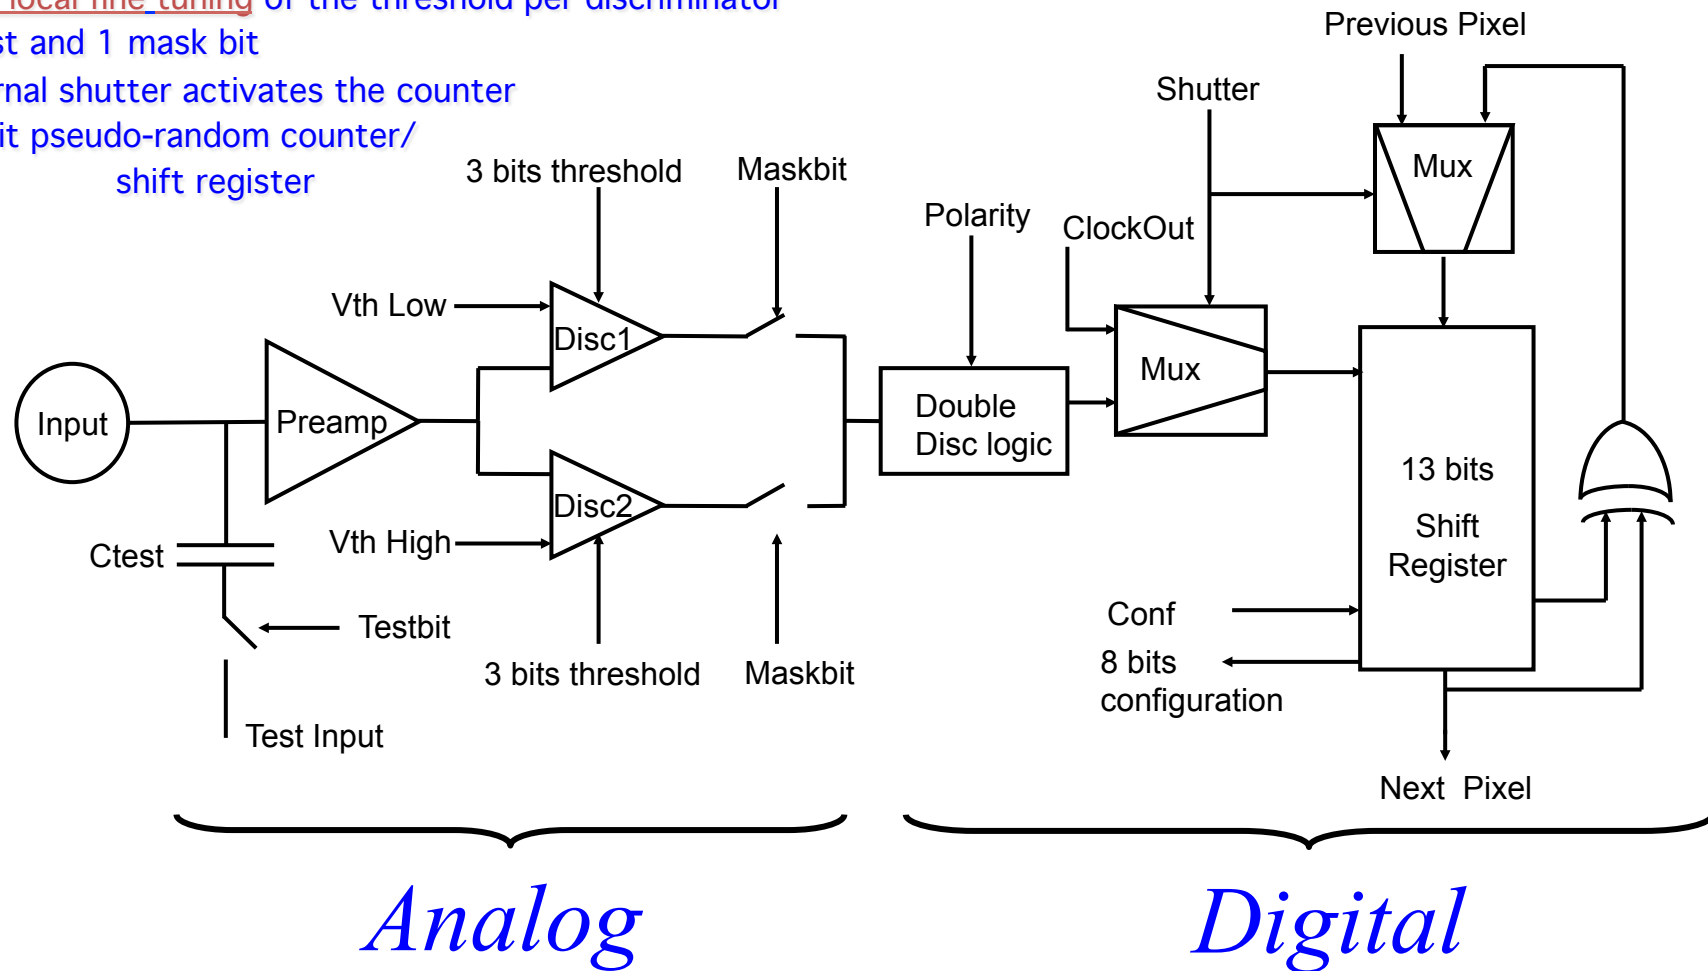 local fine tuning of the threshold per discriminator
and 1 mask bit
shutter activates the counter
pseudo-random counter/
shift register
Previous Pixel
Shutter
Mux
3 bits threshold
Maskbit
Polarity
ClockOut
Vth Low
Disc1
Mux
Input
Preamp
Double
Disc logic
13 bits
Shift
Register
Disc2
Vth High
Ctest
Testbit
Conf
8 bits
configuration
3 bits threshold
Maskbit
Test Input
Next Pixel
Analog
Digital